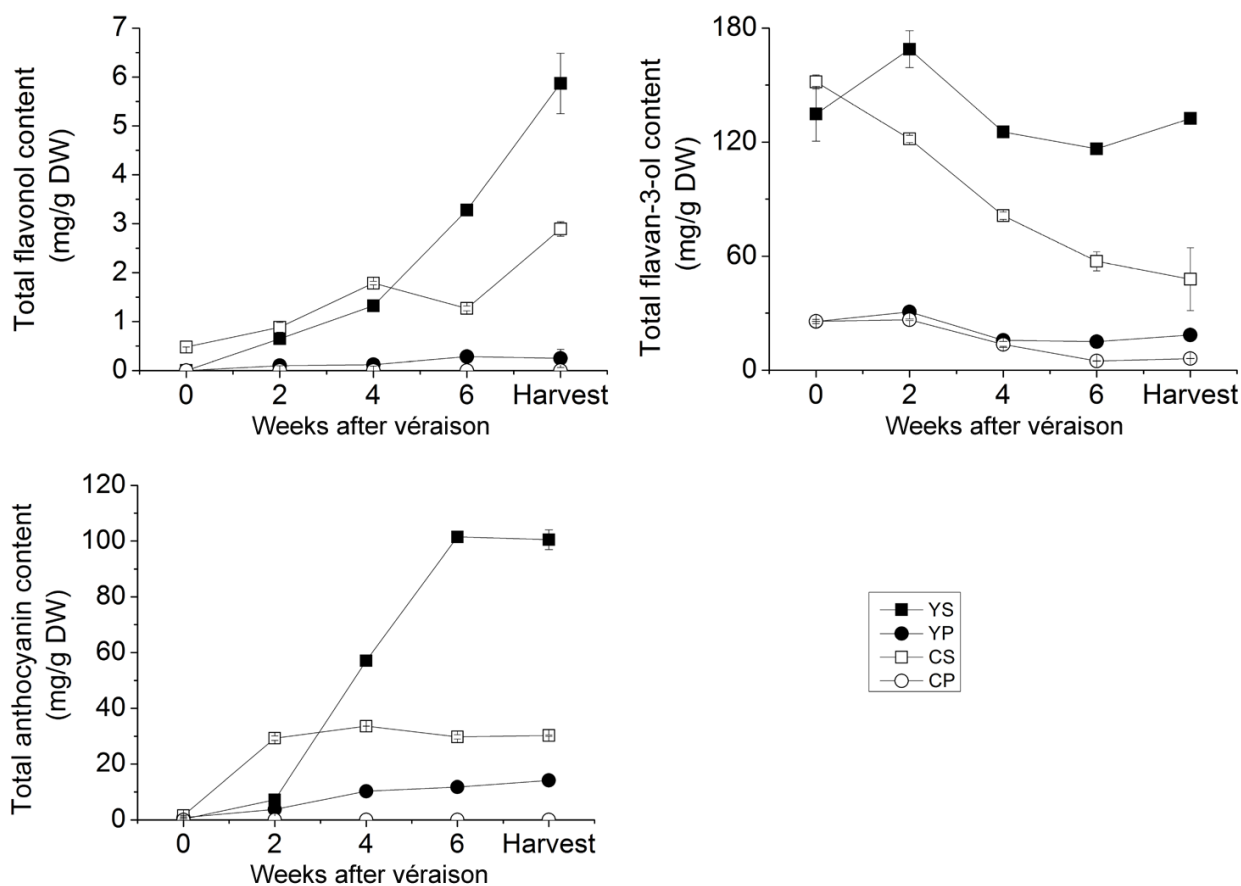 Total flavonol content
(mg/g DW)
7
6
5
4
3
2
1
0
0 2 4 6 Harvest
Weeks after véraison
Total flavan-3-ol content
(mg/g DW)
180
120
60
0
0 2 4 6 Harvest
Weeks after véraison
Total anthocyanin content
(mg/g DW)
120
100
80
60
40
20
0
0 2 4 6 Harvest
Weeks after véraison
YS
YP
CS
CP